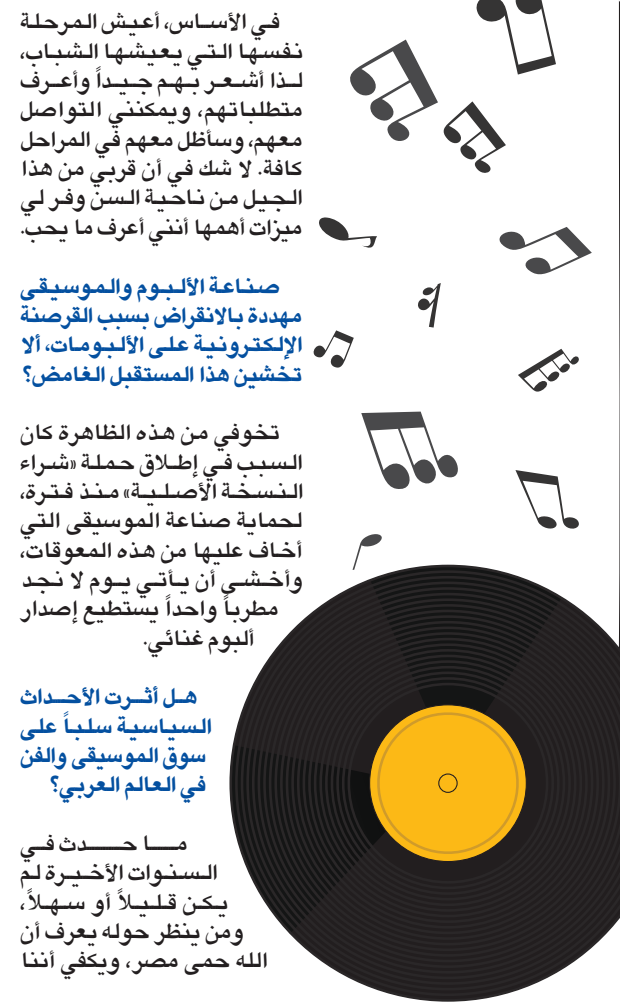 في الأساس، أعيش المرحلة
نفسها التي يعيشها الشباب،
لذا أشعر بهم جيداً وأعرف
متطلباتهم، ويمكنني التواصل
معهم، وسأظل معهم في المراحل
كافة. لا شك في أن قربي من هذا
الجيل من ناحية السن وفر لي
ميزات أهمها أنني أعرف ما يحب.
صناعة الألبوم والموسيقى
مهددة بالانقراض بسبب القرصنة
الإلكترونية على الألبومات، ألا
تخشين هذا المستقبل الغامض؟
تخوفي من هذه الظاهرة كان
السبب في إطلاق حملة «شراء
النسخة الأصلية» منذ فترة،
لحماية صناعة الموسيقى التي
أخاف عليها من هذه المعوقات،
وأخشى أن يأتي يوم لا نجد
مطرباً واحداً يستطيع إصدار
ألبوم غنائي.
هل أثرت الأحداث
السياسية سلباً على
سوق الموسيقى والفن
في العالم العربي؟
ما حدث في
السنوات الأخيرة لم
يكن قليلاً أو سهلاً،
ومن ينظر حوله يعرف أن
الله حمى مصر، ويكفي أننا